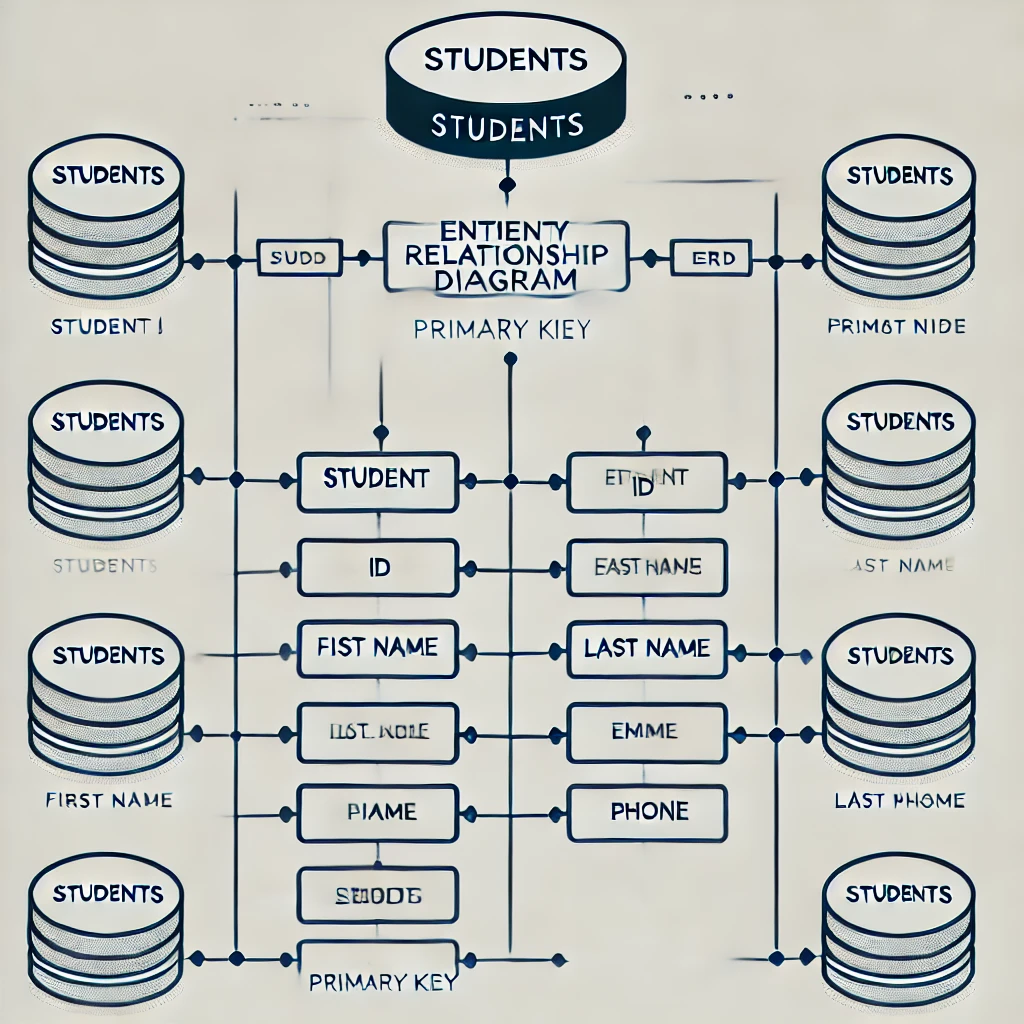 STUDENTS
STUDENTS
STUDENTS
STUDENTS
SUDD
ENTIENTY
RELATIONSHIP
DIAGRAM
ERD
STUDENT
PRIMARY KIEY
PRIMST NIDE
STUDENTS
STUDENTS
STUDENT
ID
STUDENTS
ID
EASTHANE
AST NAME
STUDENTS
FIST NAME
LAST NAME
STUDENTS
EMME
FIRST NAME
PIAME
PHONE
LAST PHOME
STUDENTS
STUDENTS
PRIMARY KEY